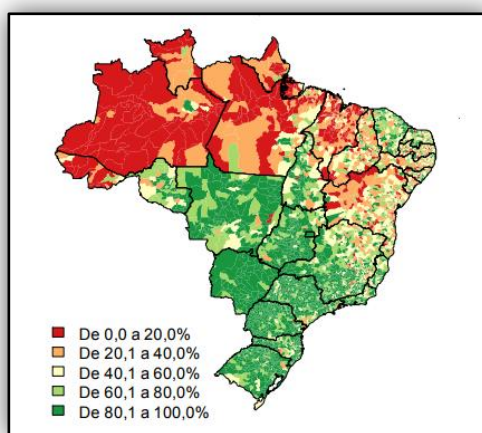 De 0,0 a 20,0%
De 20,1 a 40,0%
De 40,1 a 60,0%
De 60,1 a 80,0%
De 80,1 a 100,0%